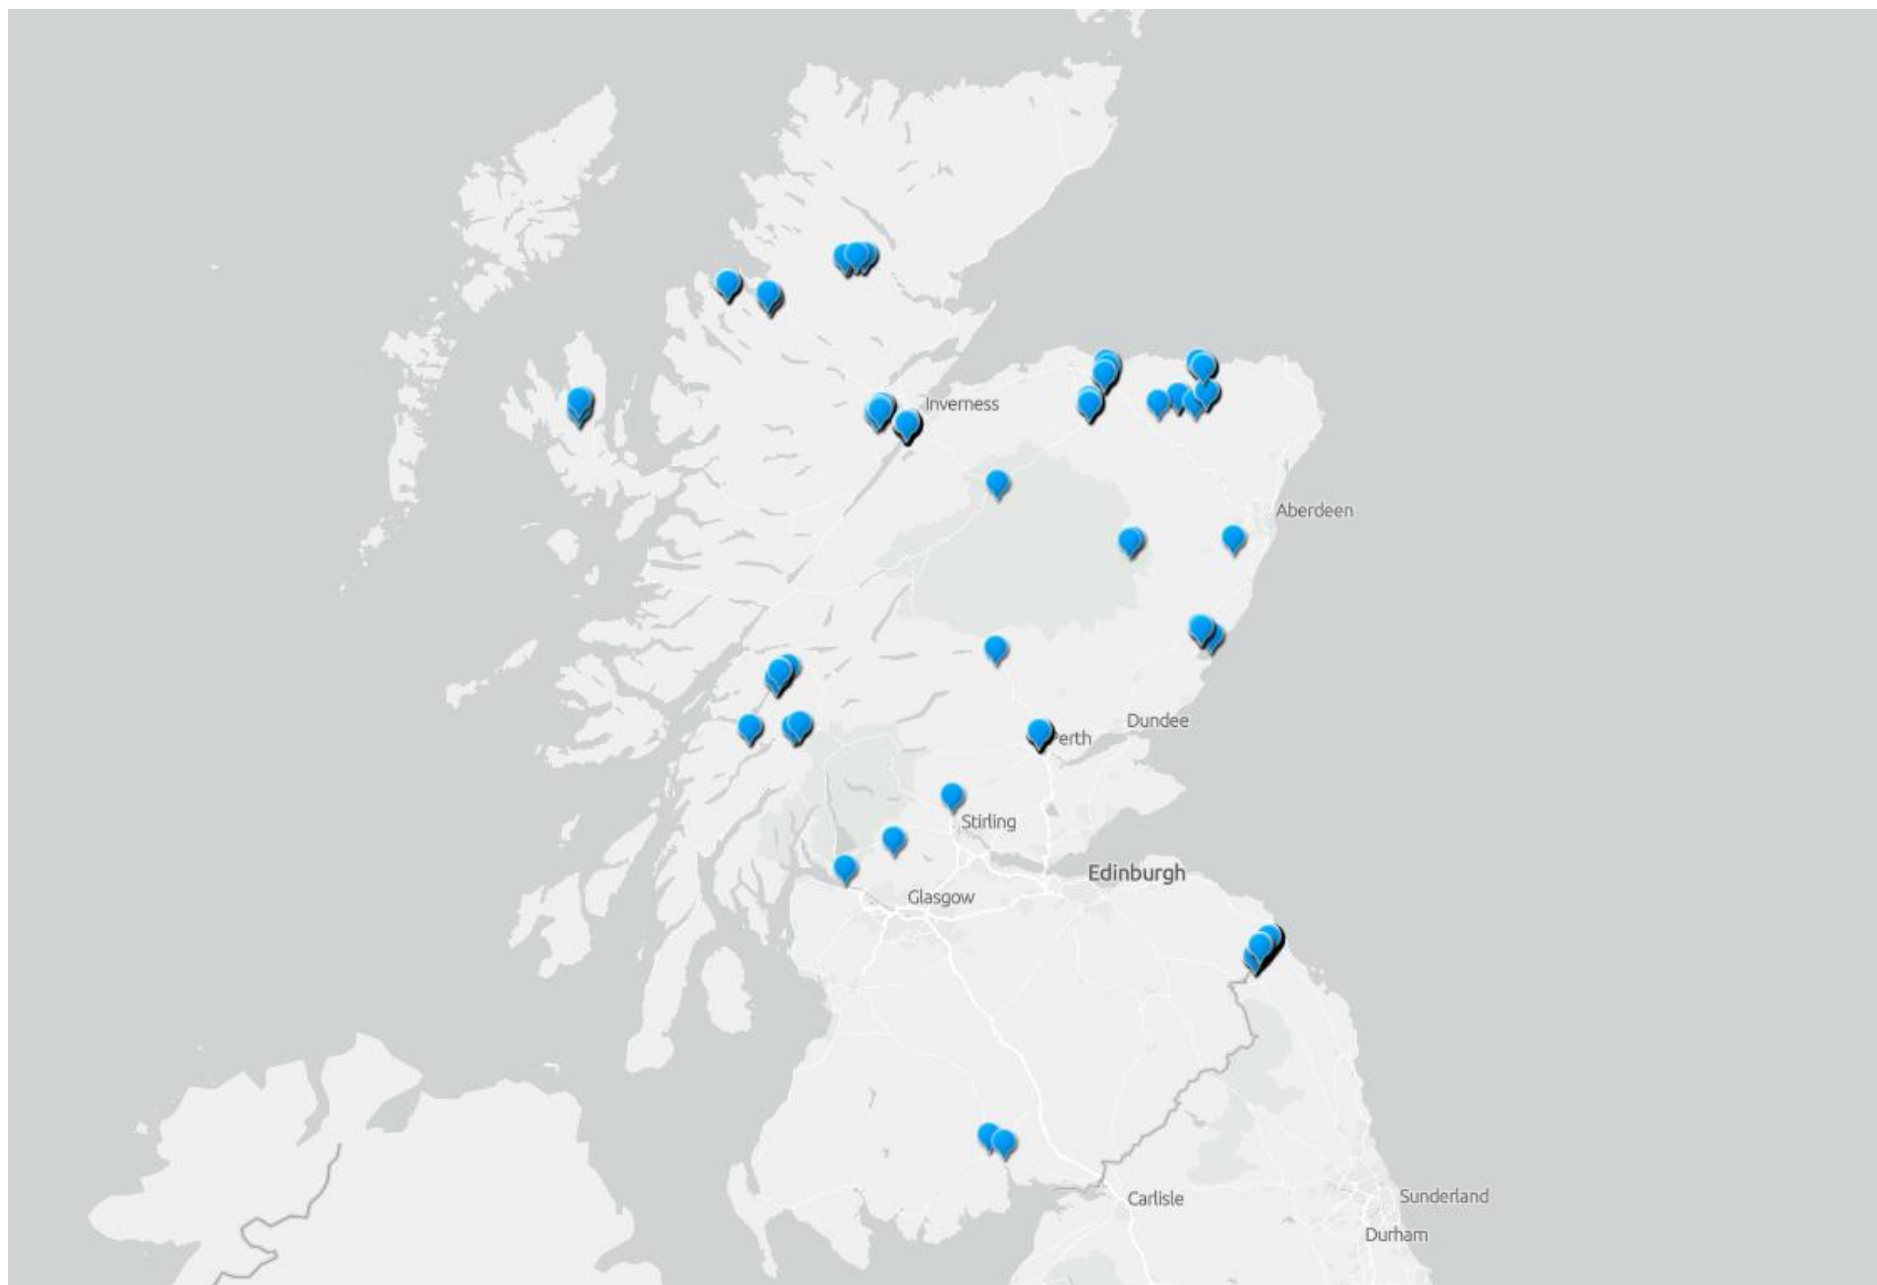 Inverness
Aberdeen
Dundee
Perth
Stirling
Edinburgh
Glasgow
Carlisle
Sunderland
Durham